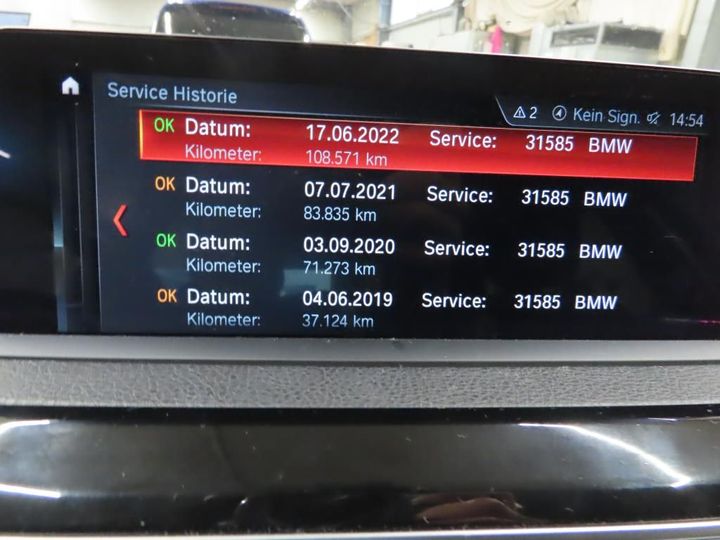 Service Historie
⚠2 Kein Sign. 14:54
OK Datum: 17.06.2022 Service: 31585 BMW
Kilometer: 108.571 km
OK Datum: 07.07.2021 Service: 31585 BMW
Kilometer: 83.835 km
OK Datum: 03.09.2020 Service: 31585 BMW
Kilometer: 71.273 km
OK Datum: 04.06.2019 Service: 31585 BMW
Kilometer: 37.124 km